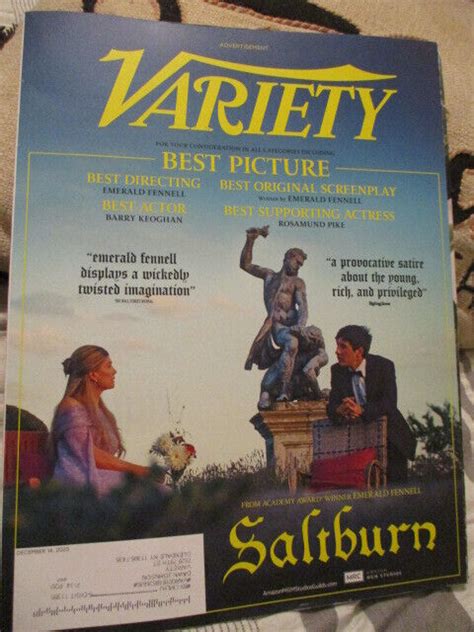 ADVERTISEMENT
VARIETY
FOR YOUR CONSIDERATION IN ALL CATEGORIES INCLUDING
BEST PICTURE
BEST DIRECTING
EMERALD FENNELL
BEST ORIGINAL SCREENPLAY
Written by EMERALD FENNELL
BEST ACTOR
BARRY KEOGHAN
BEST SUPPORTING ACTRESS
ROSAMUND PIKE
"emerald fennell
displays a wickedly
twisted imagination"
"a provocative satire
about the young,
rich, and privileged"
FROM ACADEMY AWARD® WINNER EMERALD FENNELL
Saltburn
MRC
DECEMBER 14, 2023
VARIETY